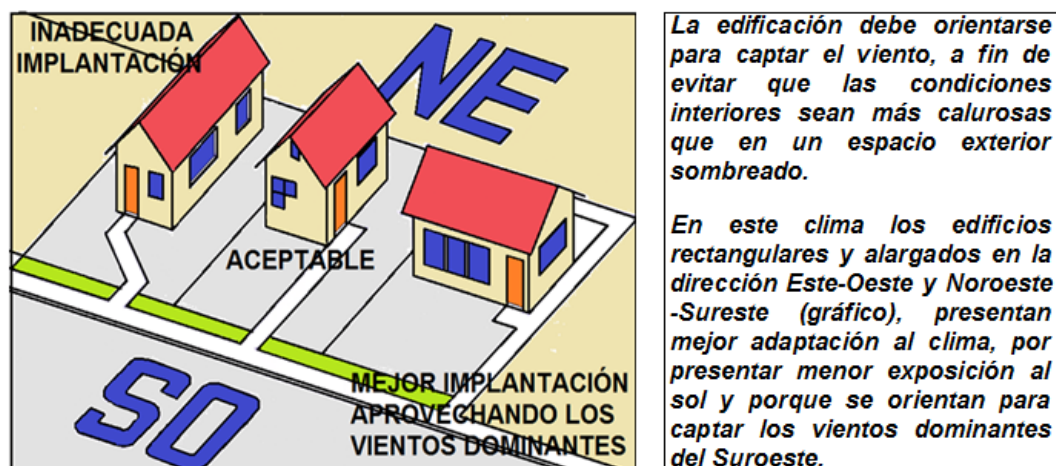 INADECUADA
IMPLANTACIÓN
NE
ACEPTABLE
SO
MEJOR IMPLANTACIÓN
APROVECHANDO LOS
VIENTOS DOMINANTES
La edificación debe orientarse
para captar el viento, a fin de
evitar que las condiciones
interiores sean más calurosas
que en un espacio exterior
sombreado.
En este clima los edificios
rectangulares y alargados en la
dirección Este-Oeste y Noroeste
-Sureste (gráfico), presentan
mejor adaptación al clima, por
presentar menor exposición al
sol y porque se orientan para
captar los vientos dominantes
del Suroeste.